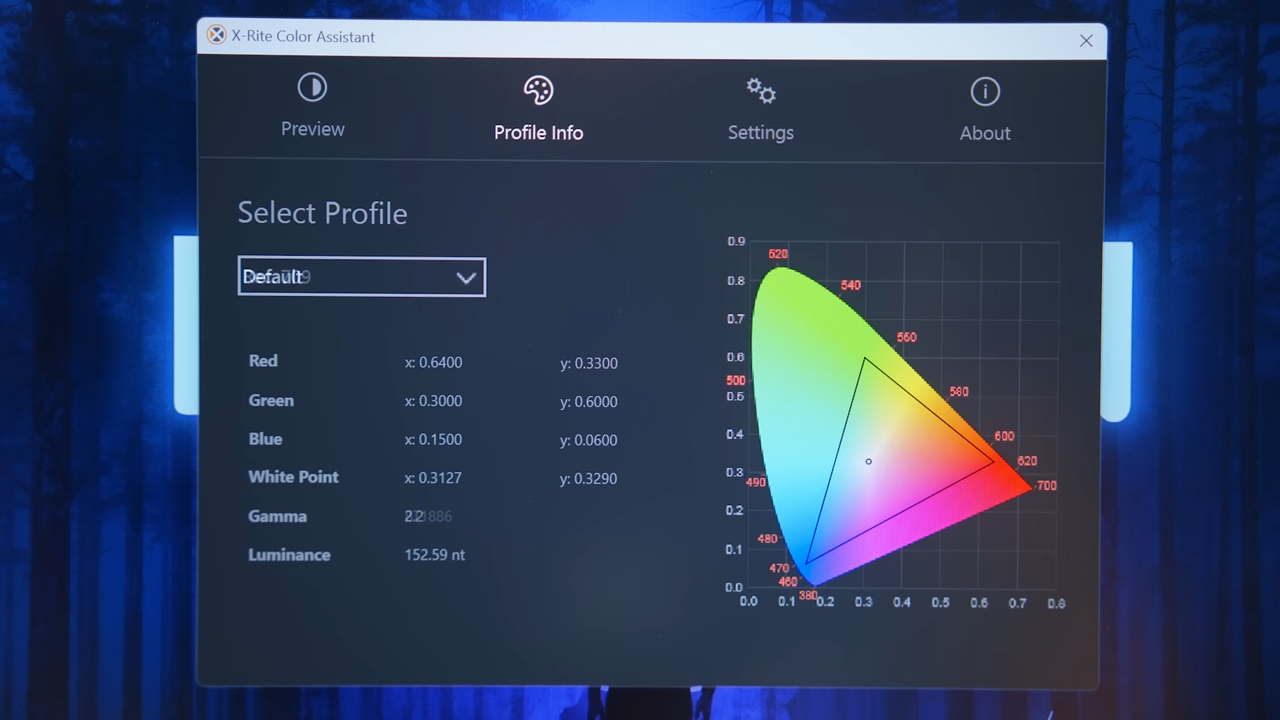 X-Rite Color Assistant
Preview
Profile Info
Settings
About
Select Profile
Default
Red x: 0.6400 y: 0.3300
Green x: 0.3000 y: 0.6000
Blue x: 0.1500 y: 0.0600
White Point x: 0.3127 y: 0.3290
Gamma 2.2
Luminance 152.59 nt
0.9
0.8
0.7
0.6
0.5
0.4
0.3
0.2
0.1
0.0
0.0 0.1 0.2 0.3 0.4 0.5 0.6 0.7 0.8
520
540
560
500
580
600
620
700
490
480
470
460
380